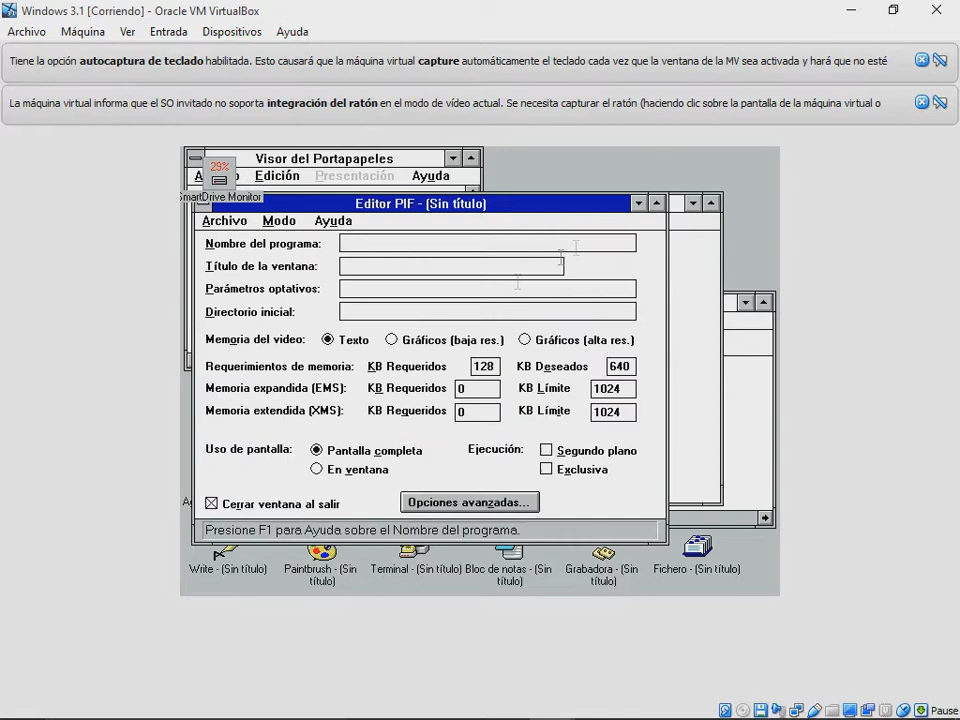 Windows 3.1 [Corriendo] - Oracle VM VirtualBox
Archivo Máquina Ver Entrada Dispositivos Ayuda
Tiene la opción autocaptura de teclado habilitada. Esto causará que la máquina virtual capture automáticamente el teclado cada vez que la ventana de la MV sea activada y hará que no esté
La máquina virtual informa que el SO invitado no soporta integración del ratón en el modo de vídeo actual. Se necesita capturar el ratón (haciendo clic sobre la pantalla de la máquina virtual o
Visor del Portapapeles
29%
Edición Presentación Ayuda
SmartDrive Monitor
Editor PIF - (Sin título)
Archivo Modo Ayuda
Nombre del programa:
Título de la ventana:
Parámetros optativos:
Directorio inicial:
Memoria del video: Texto Gráficos (baja res.) Gráficos (alta res.)
Requerimientos de memoria: KB Requeridos 128 KB Deseados 640
Memoria expandida (EMS): KB Requeridos 0 KB Límite 1024
Memoria extendida (XMS): KB Requeridos 0 KB Límite 1024
Uso de pantalla: Pantalla completa Ejecución: Segundo plano
En ventana Exclusiva
Cerrar ventana al salir Opciones avanzadas...
Presione F1 para Ayuda sobre el Nombre del programa.
Write - (Sin título) Paintbrush - (Sin título) Terminal - (Sin título) Bloc de notas - (Sin título) Grabadora - (Sin título) Fichero - (Sin título)
Pause